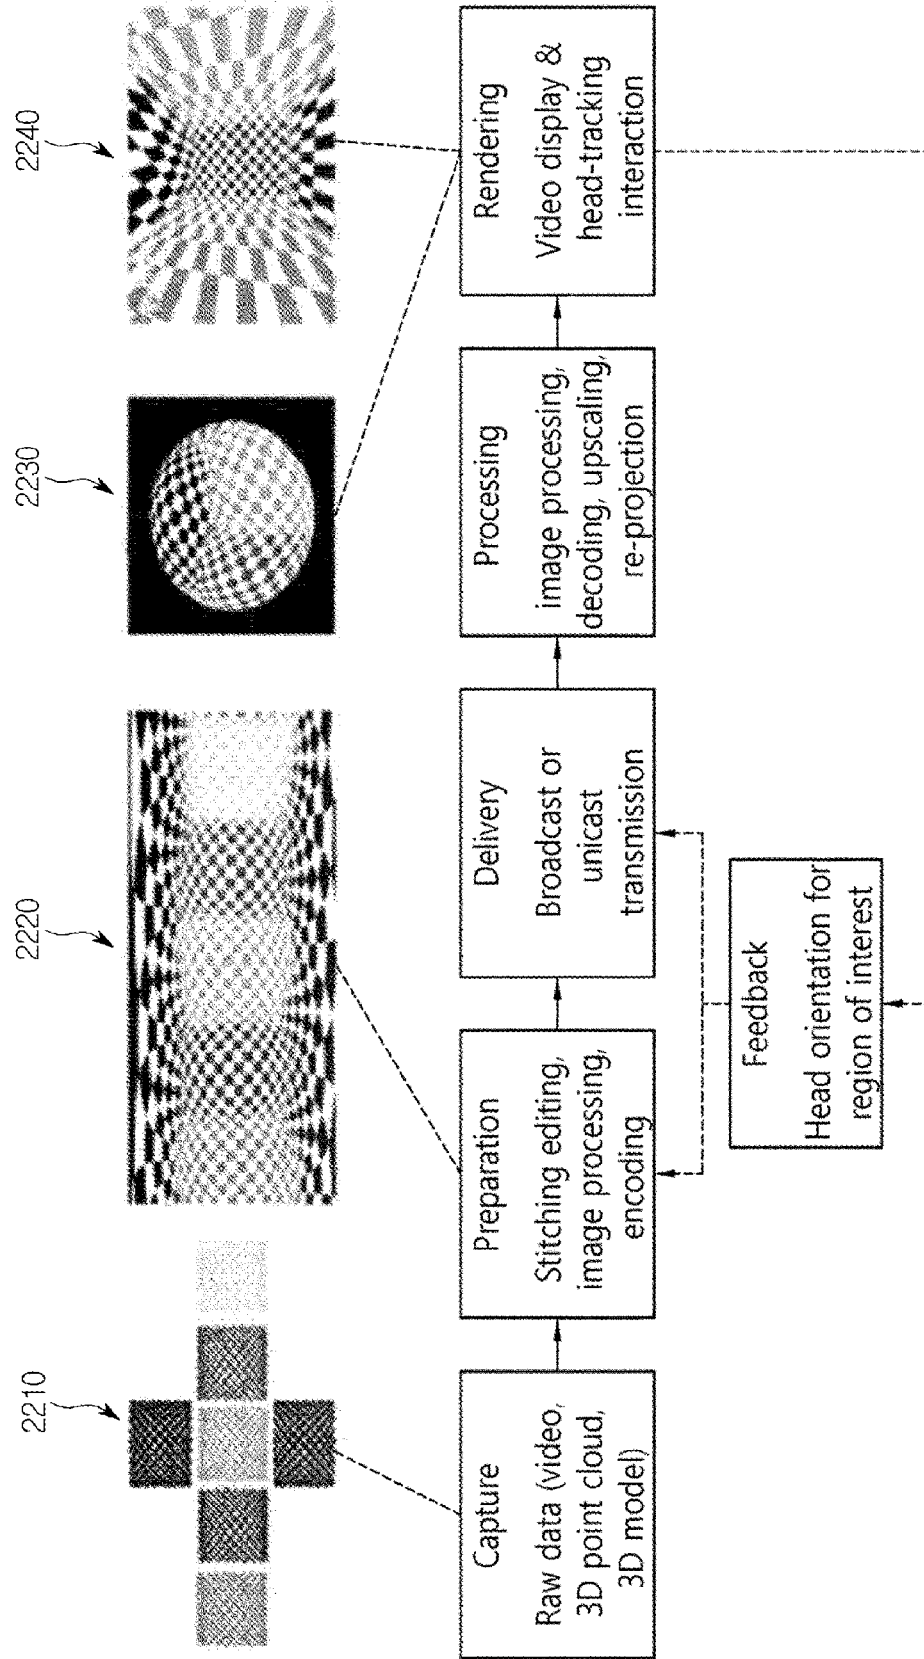 2210
2220
2230
2240
Capture
Raw data (video,
3D point cloud,
3D model)
Preparation
Stitching editing,
image processing,
encoding
Delivery
Broadcast or
unicast
transmission
Processing
image processing,
decoding, upscaling,
re-projection
Rendering
Video display &
head-tracking
interaction
Feedback
Head orientation for
region of interest